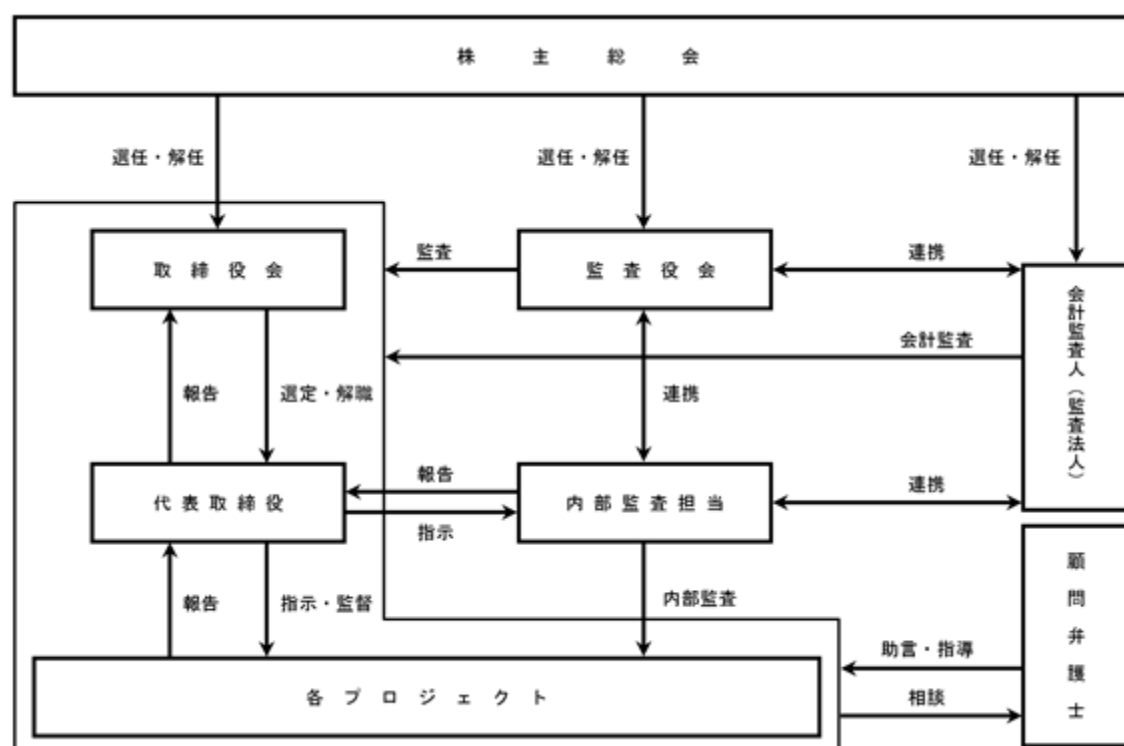 株主総会
選任・解任
選任・解任
選任・解任
取締役会
監査
監査役会
連携
会計監査人（監査法人）
会計監査
報告
選定・解職
連携
代表取締役
報告
指示
内部監査担当
連携
顧問弁護士
報告
指示・監督
内部監査
助言・指導
相談
各プロジェクト